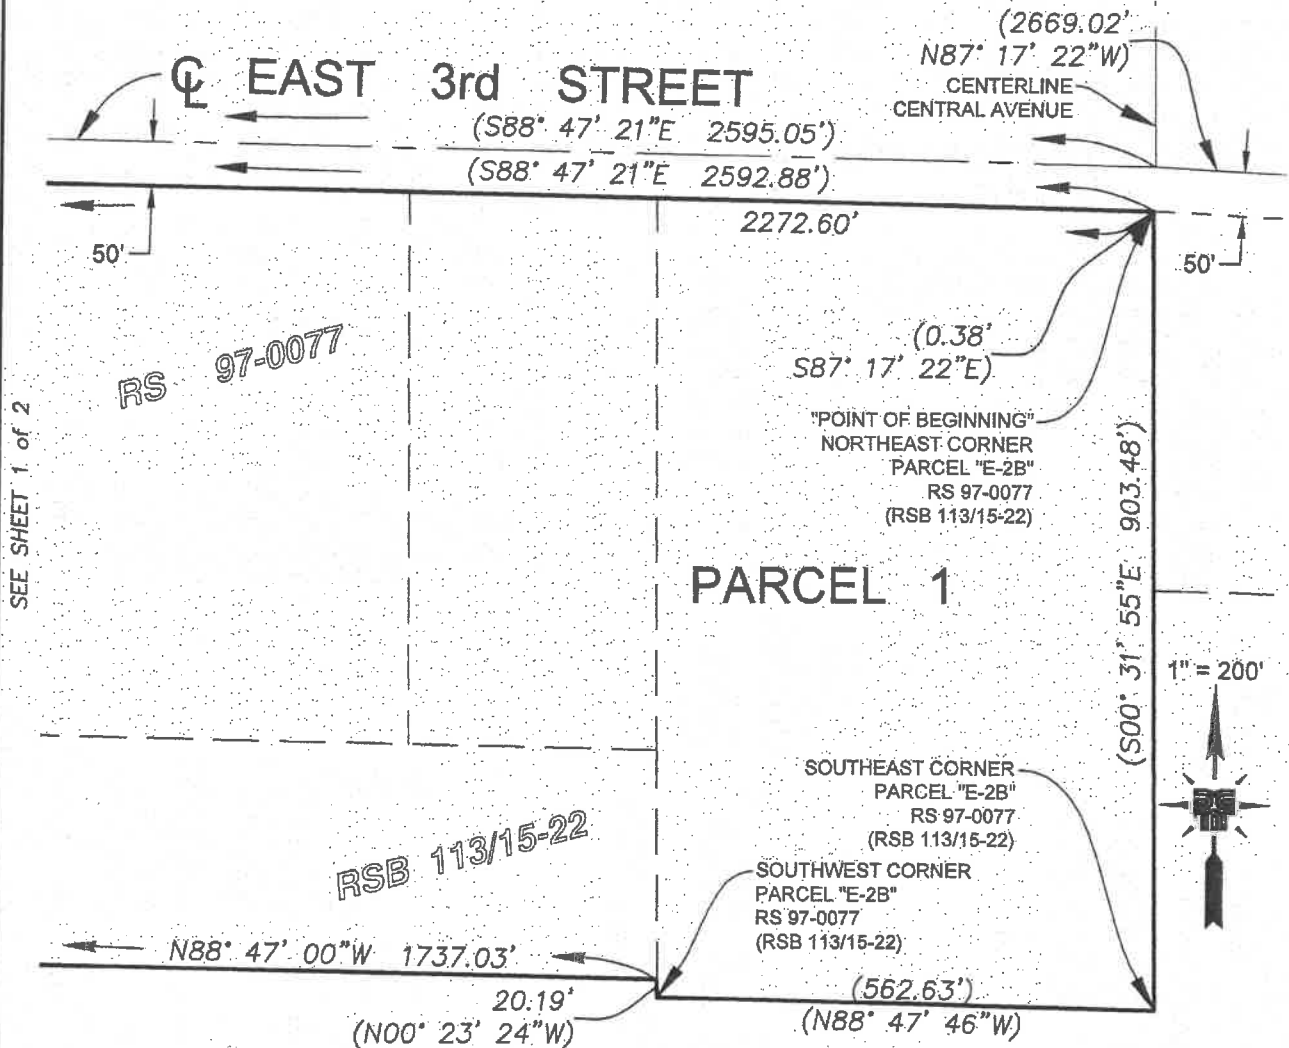 (2669.02'
N87° 17' 22"W)
CENTERLINE
CENTRAL AVENUE
℄ EAST 3rd STREET
(S88° 47' 21"E 2595.05')
(S88° 47' 21"E 2592.88')
2272.60'
50'
50'
(0.38'
S87° 17' 22"E)
RS 97-0077
"POINT OF BEGINNING"
NORTHEAST CORNER
PARCEL "E-2B"
RS 97-0077
(RSB 113/15-22)
SEE SHEET 1 of 2
(S00° 31' 55"E 903.48')
PARCEL 1
1" = 200'
SOUTHEAST CORNER
PARCEL "E-2B"
RS 97-0077
(RSB 113/15-22)
RSB 113/15-22
SOUTHWEST CORNER
PARCEL "E-2B"
RS 97-0077
(RSB 113/15-22)
N88° 47' 00"W 1737.03'
20.19'
(N00° 23' 24"W)
(562.63')
(N88° 47' 46"W)